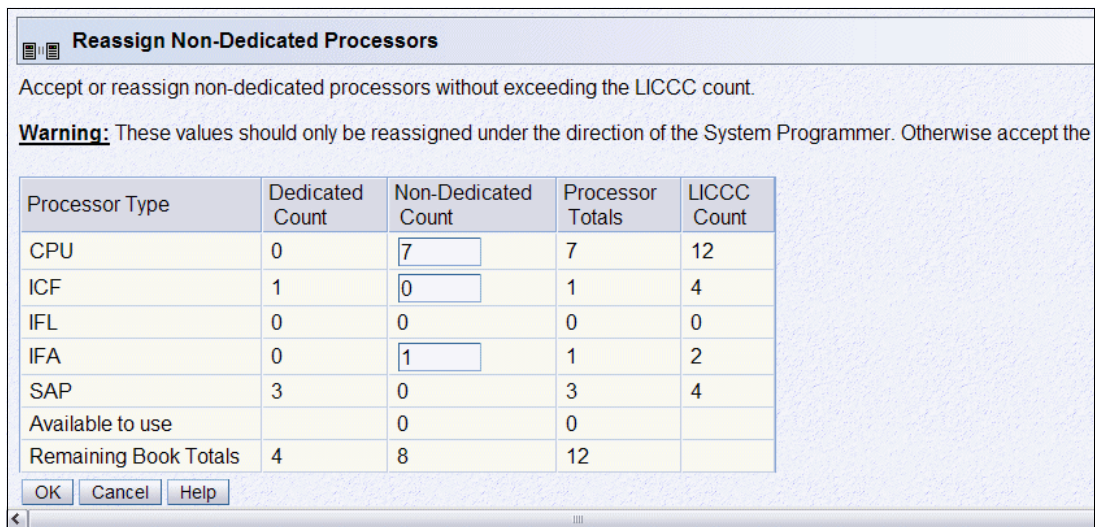 Reassign Non-Dedicated Processors
Accept or reassign non-dedicated processors without exceeding the LICCC count.
Warning: These values should only be reassigned under the direction of the System Programmer. Otherwise accept the
Processor Type Dedicated Count Non-Dedicated Count Processor Totals LICCC Count
CPU 0 7 7 12
ICF 1 0 1 4
IFL 0 0 0 0
IFA 0 1 1 2
SAP 3 0 3 4
Available to use 0 0
Remaining Book Totals 4 8 12
OK Cancel Help